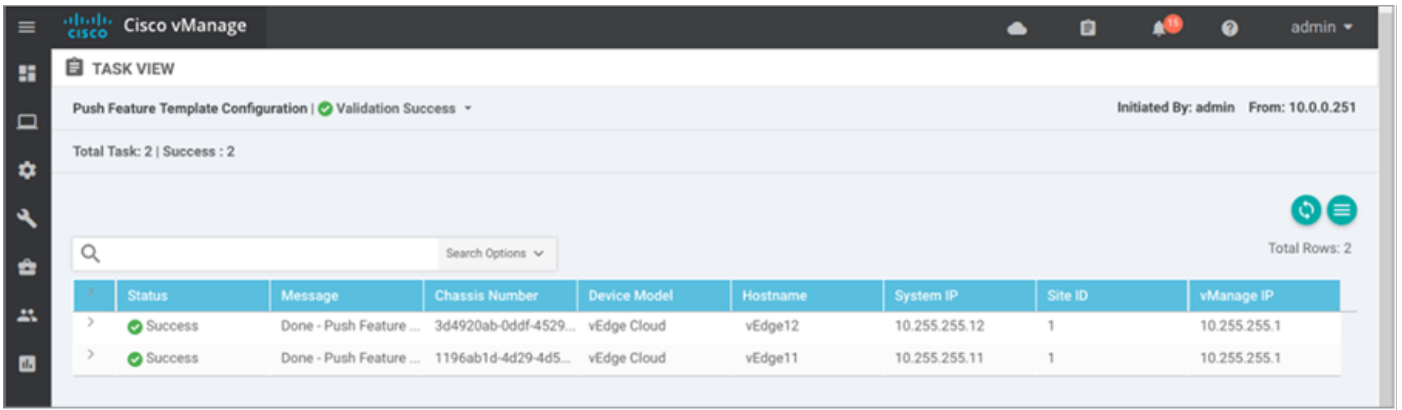 cisco Cisco vManage 15 admin
TASK VIEW
Push Feature Template Configuration | Validation Success Initiated By: admin From: 10.0.0.251
Total Task: 2 | Success : 2
Search Options Total Rows: 2
Status Message Chassis Number Device Model Hostname System IP Site ID vManage IP
Success Done - Push Feature ... 3d4920ab-0ddf-4529... vEdge Cloud vEdge12 10.255.255.12 1 10.255.255.1
Success Done - Push Feature ... 1196ab1d-4d29-4d5... vEdge Cloud vEdge11 10.255.255.11 1 10.255.255.1